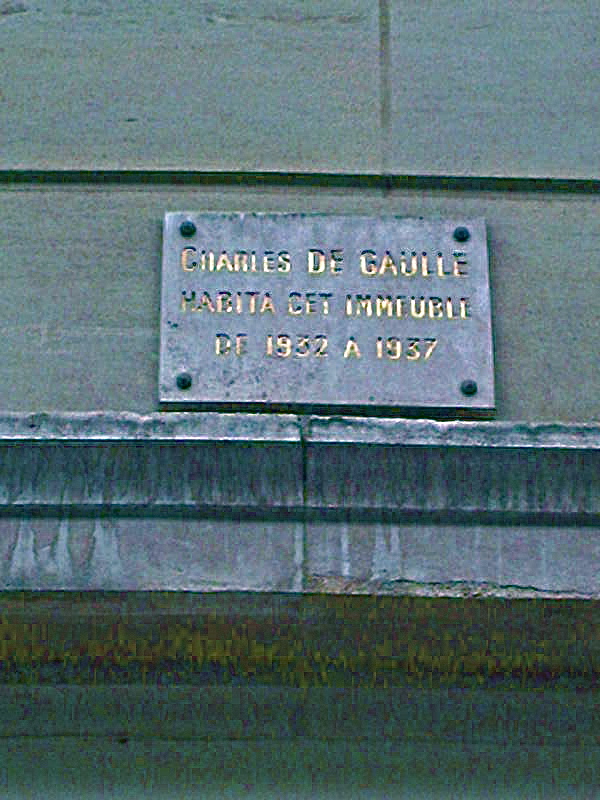 CHARLES DE GAULLE
HABITA CET IMMEUBLE
DE 1932 A 1937